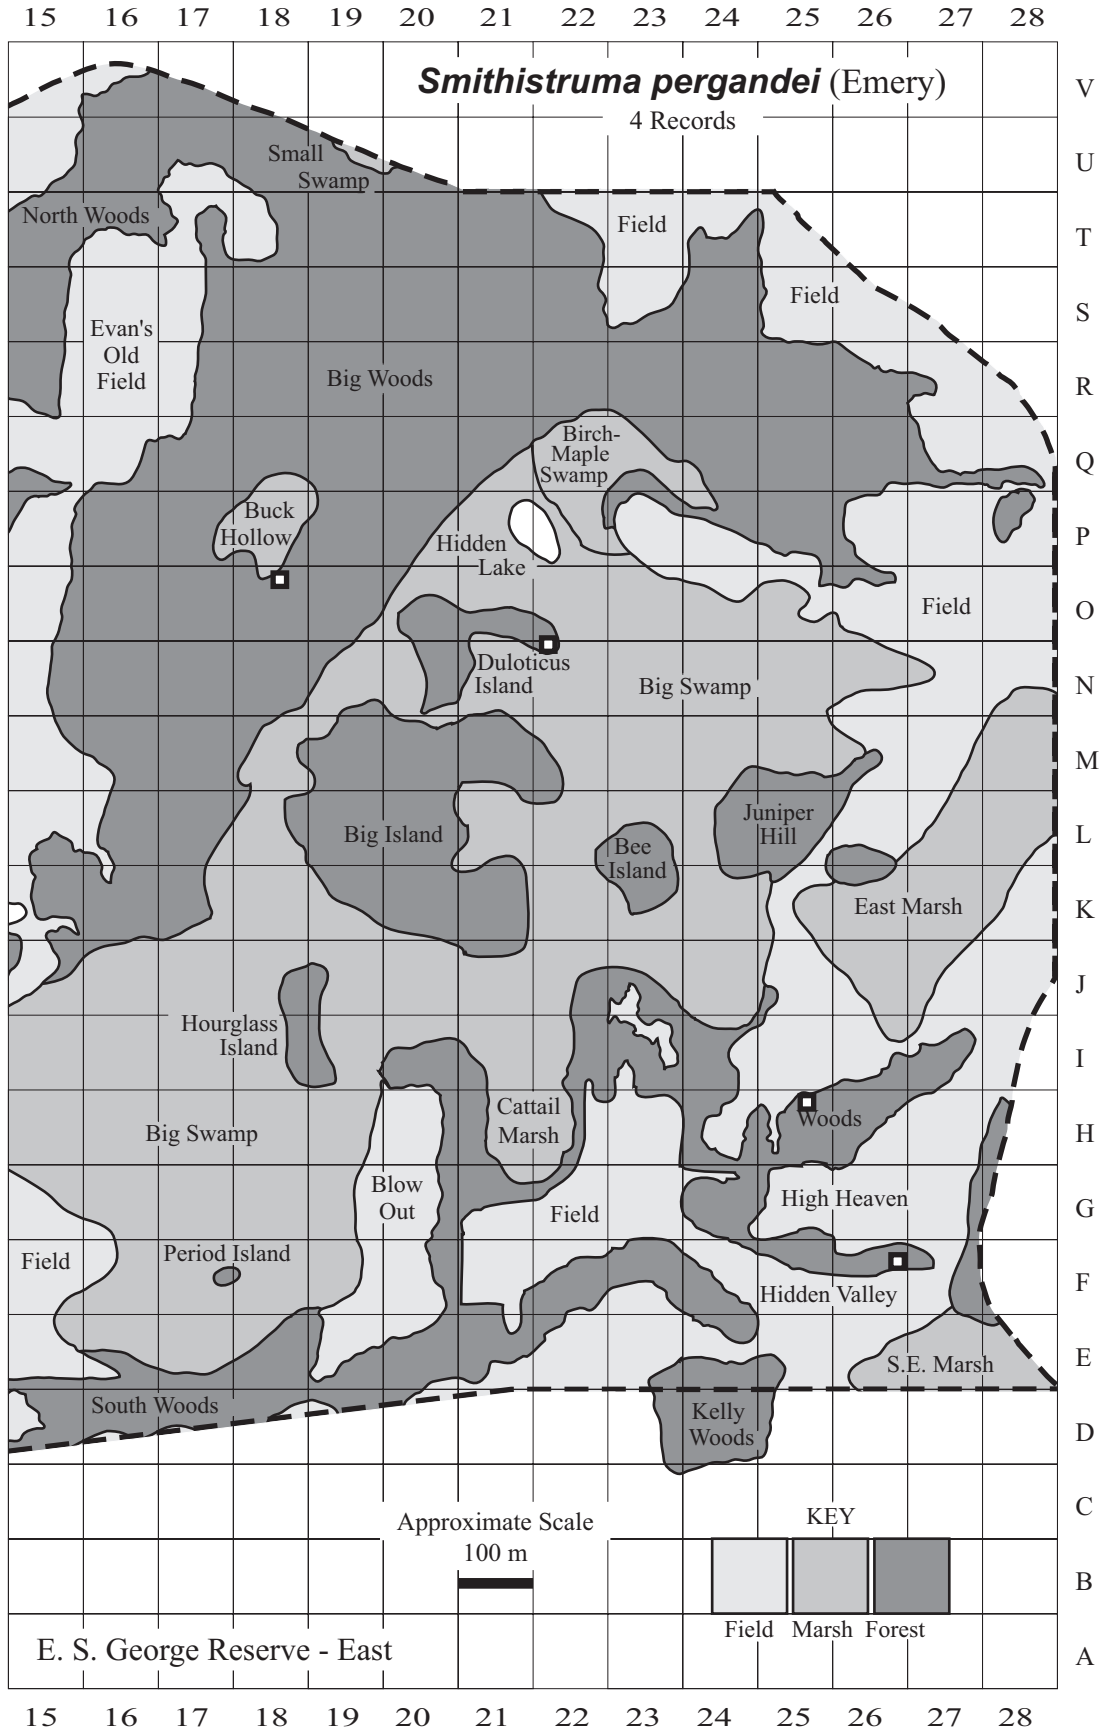 15 16 17 18 19 20 21 22 23 24 25 26 27 28
Smithistruma pergandei (Emery)
4 Records
V
U
T
S
R
Q
P
O
N
M
L
K
J
I
H
G
F
E
D
C
B
A
Small
Swamp
North Woods
Field
Field
Evan's
Old
Field
Big Woods
Birch-
Maple
Swamp
Buck
Hollow
Hidden
Lake
Field
Duloticus
Island
Big Swamp
Juniper
Hill
Big Island
Bee
Island
East Marsh
Hourglass
Island
Cattail
Marsh
Woods
Big Swamp
Blow
Out
High Heaven
Field
Field
Period Island
Hidden Valley
S.E. Marsh
South Woods
Kelly
Woods
Approximate Scale
100 m
KEY
Field Marsh Forest
E. S. George Reserve - East
15 16 17 18 19 20 21 22 23 24 25 26 27 28